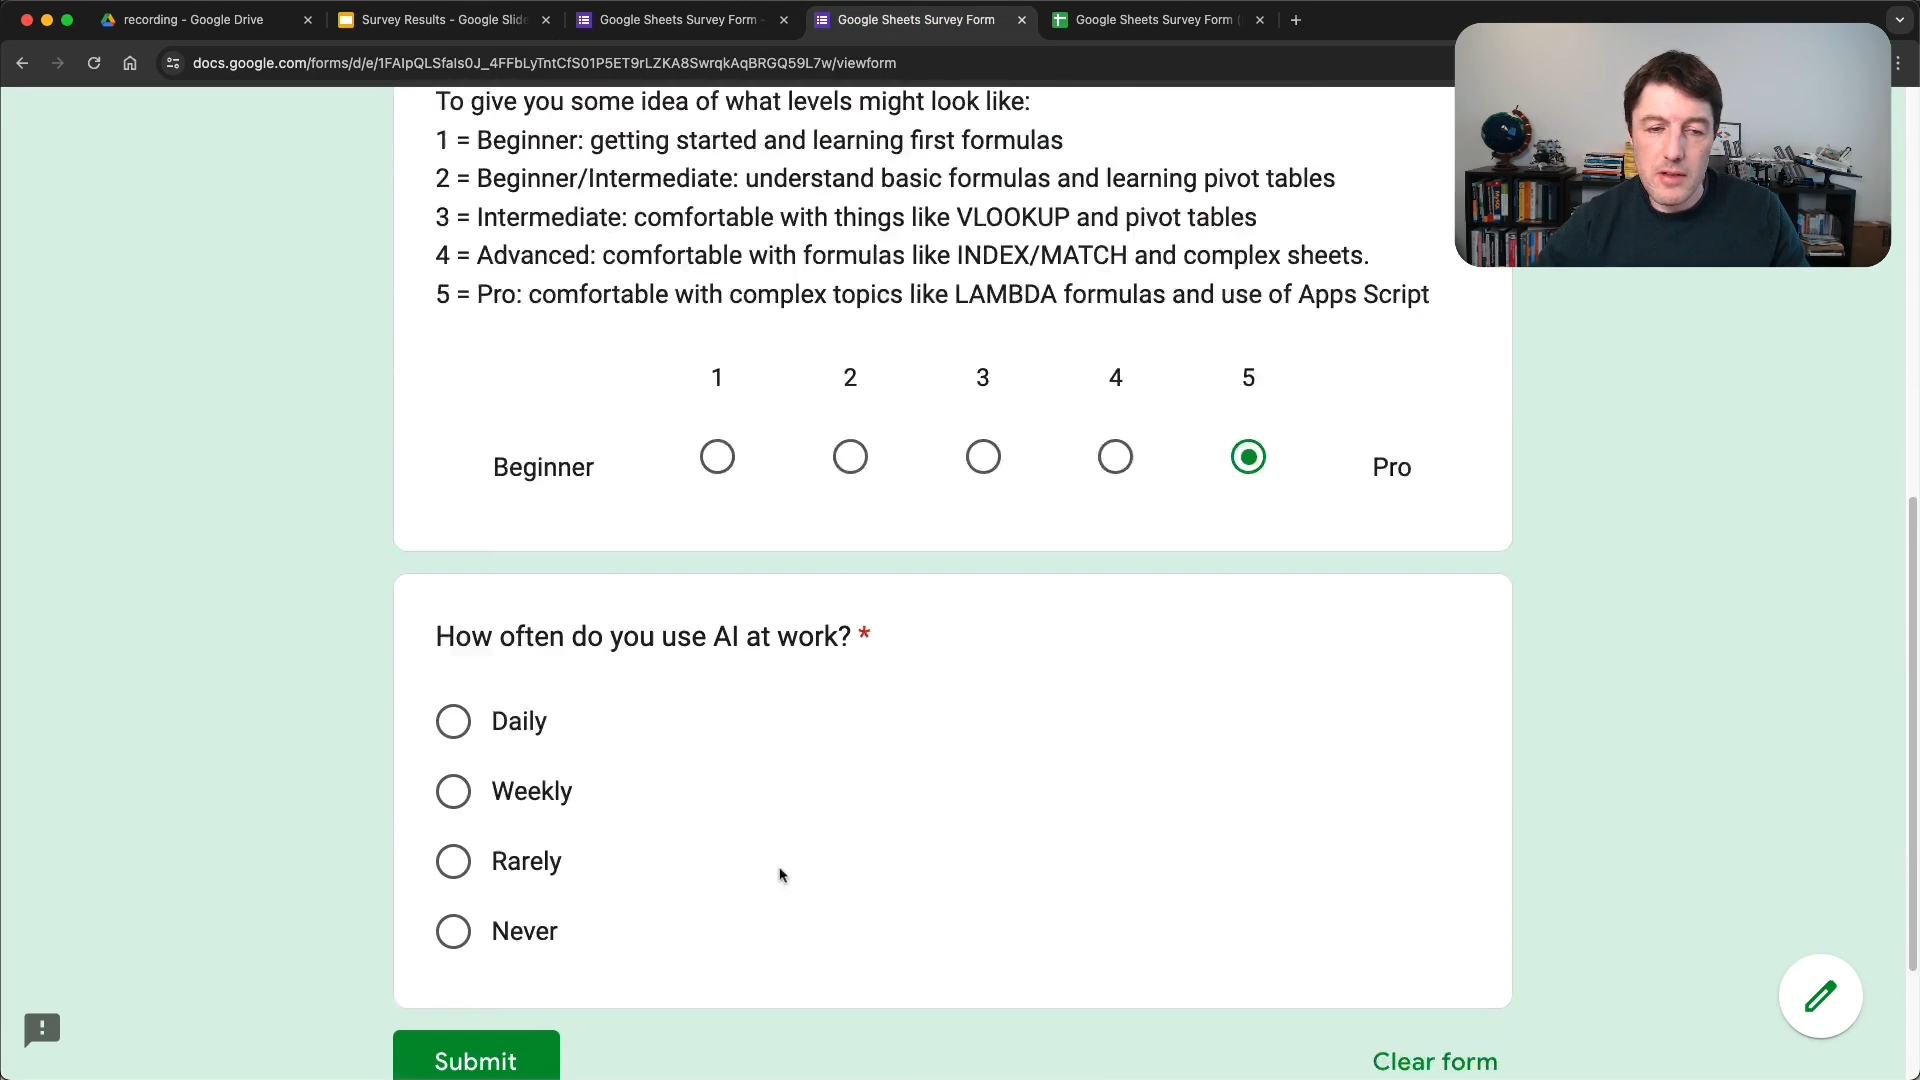 recording - Google Drive
Survey Results - Google Slide
Google Sheets Survey Form -
Google Sheets Survey Form
Google Sheets Survey Form (
docs.google.com/forms/d/e/1FAIpQLSfaIs0J_4FFbLyTntCfS01P5ET9rLZKA8SwrqkAqBRGQ59L7w/viewform
To give you some idea of what levels might look like:
1 = Beginner: getting started and learning first formulas
2 = Beginner/Intermediate: understand basic formulas and learning pivot tables
3 = Intermediate: comfortable with things like VLOOKUP and pivot tables
4 = Advanced: comfortable with formulas like INDEX/MATCH and complex sheets.
5 = Pro: comfortable with complex topics like LAMBDA formulas and use of Apps Script
1 2 3 4 5
Beginner Pro
How often do you use AI at work? *
Daily
Weekly
Rarely
Never
Submit
Clear form